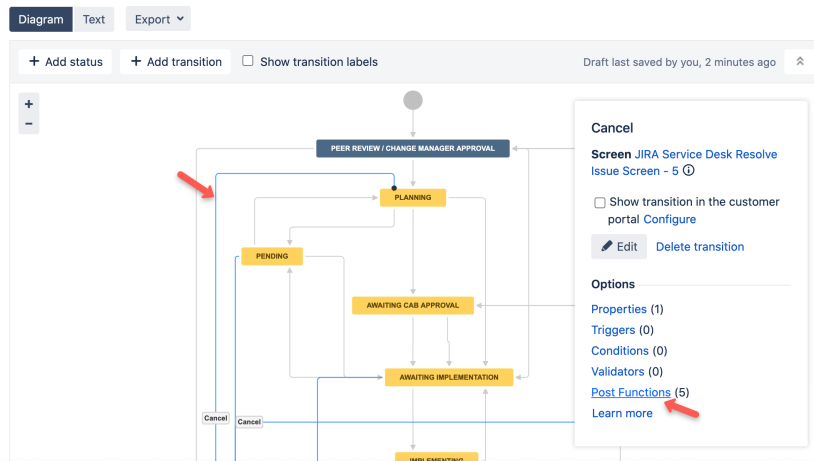 Diagram Text Export
+ Add status + Add transition Show transition labels Draft last saved by you, 2 minutes ago
+
−
PEER REVIEW / CHANGE MANAGER APPROVAL
PLANNING
PENDING
AWAITING CAB APPROVAL
AWAITING IMPLEMENTATION
Cancel
Cancel
IMPLEMENTING
Cancel
Screen JIRA Service Desk Resolve
Issue Screen - 5
Show transition in the customer
portal Configure
Edit Delete transition
Options
Properties (1)
Triggers (0)
Conditions (0)
Validators (0)
Post Functions (5)
Learn more